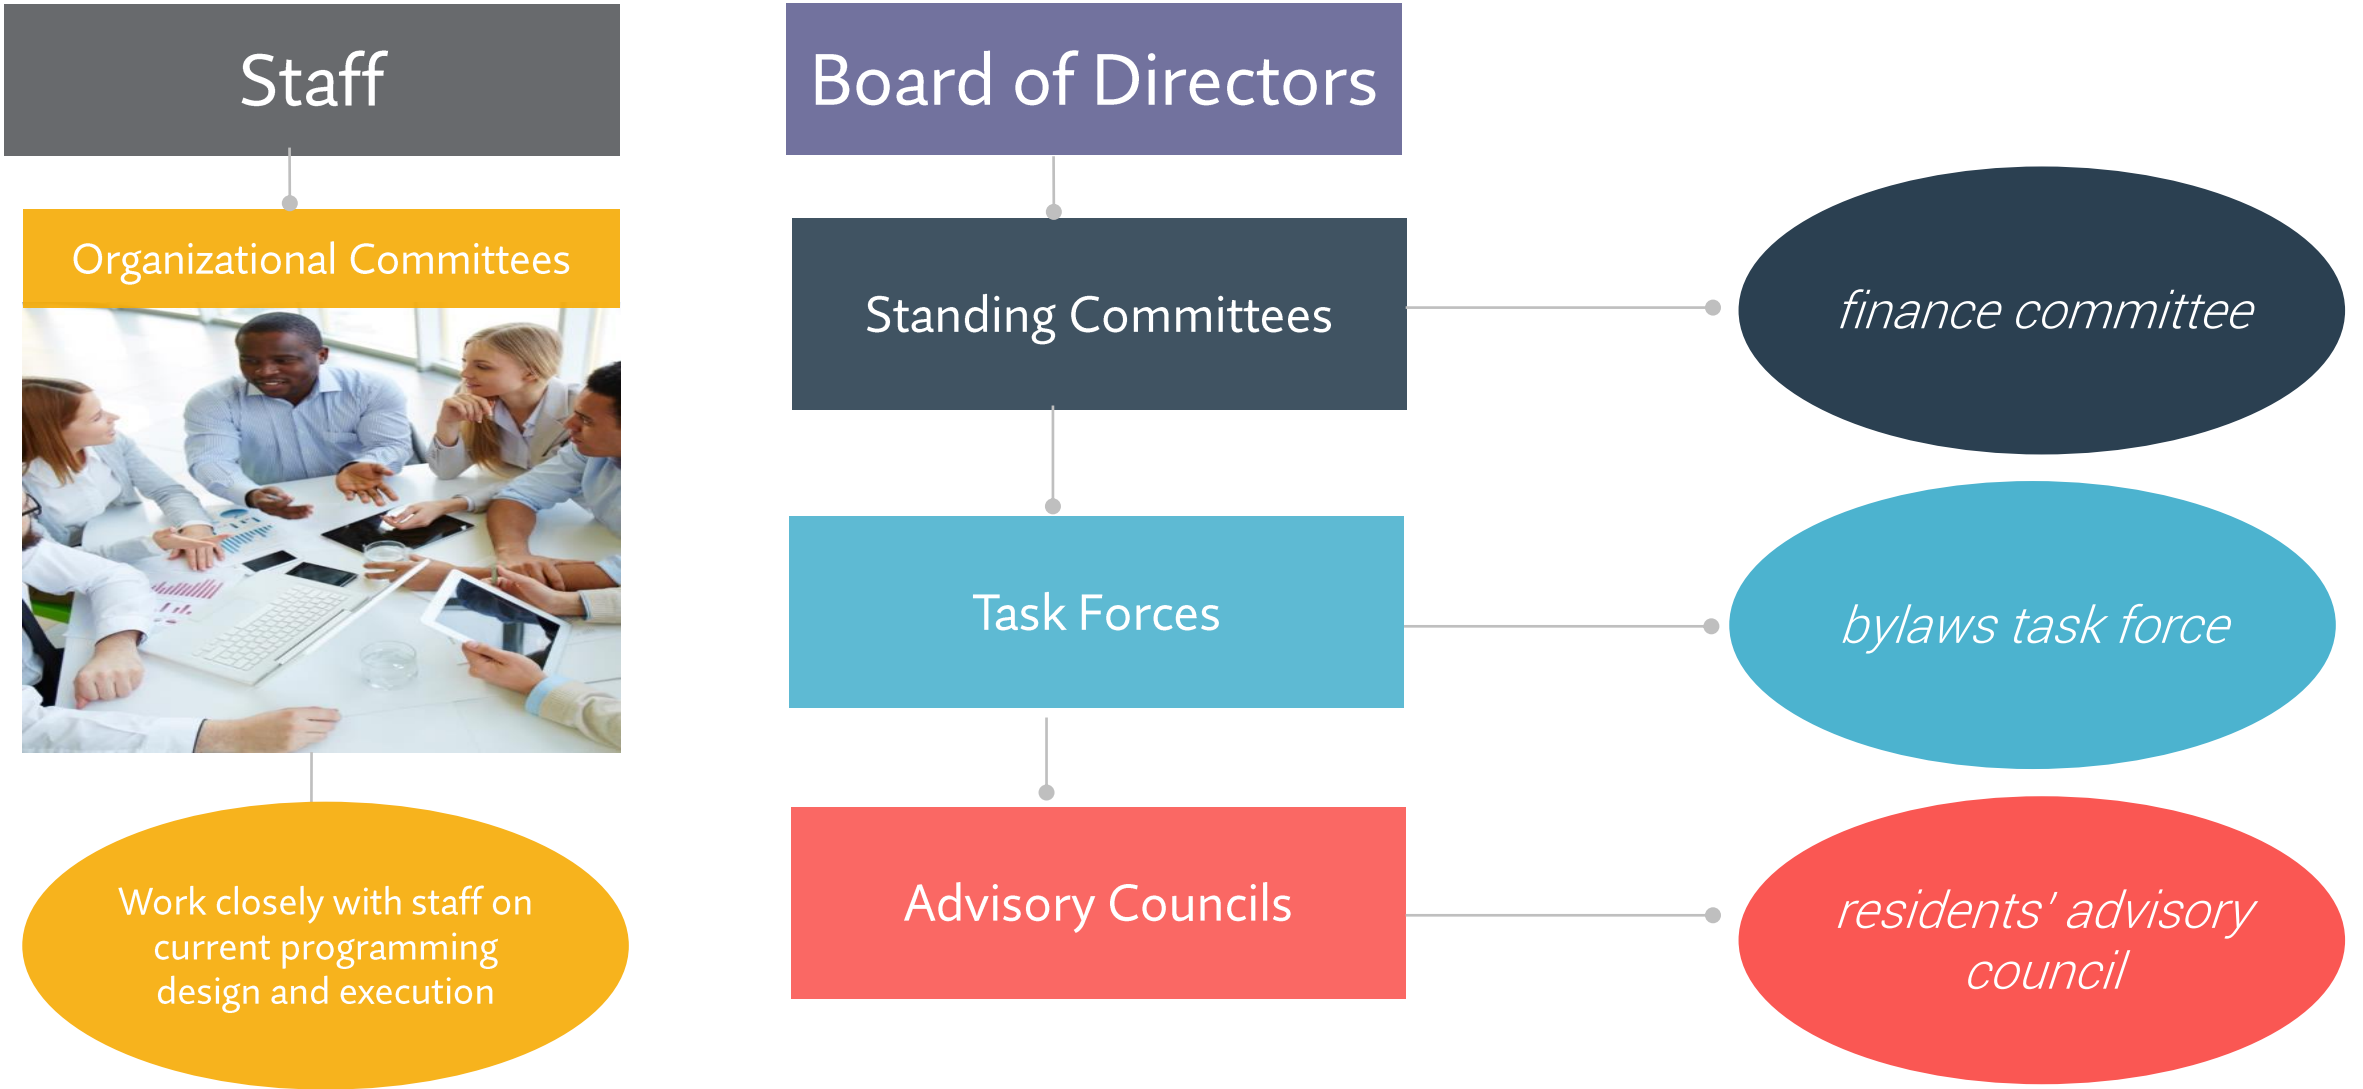 Staff
Organizational Committees
Work closely with staff on
current programming
design and execution
Board of Directors
Standing Committees
finance committee
Task Forces
bylaws task force
Advisory Councils
residents’ advisory
council